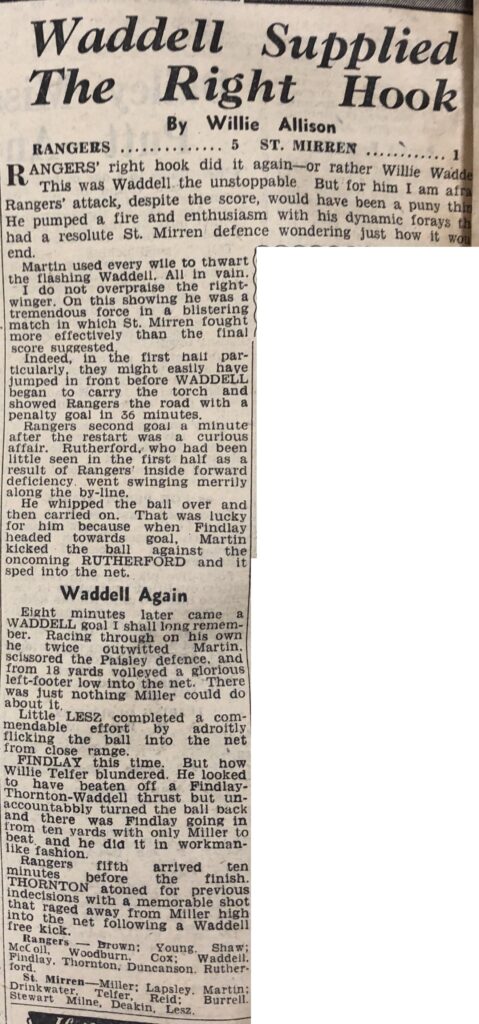 Waddell Supplied
The Right Hook
By Willie Allison
RANGERS ............. 5 ST. MIRREN ........... 1
RANGERS' right hook did it again—or rather Willie Wadde
This was Waddell the unstoppable But for him I am afra
Rangers' attack, despite the score, would have been a puny thin
He pumped a fire and enthusiasm with his dynamic forays th
had a resolute St. Mirren defence wondering just how it wou
end.
Martin used every wile to thwart
the flashing Waddell. All in vain.
I do not overpraise the right-
winger. On this showing he was a
tremendous force in a blistering
match in which St. Mirren fought
more effectively than the final
score suggested.
Indeed, in the first half par-
ticularly, they might easily have
jumped in front before WADDELL
began to carry the torch and
showed Rangers the road with a
penalty goal in 36 minutes.
Rangers second goal a minute
after the restart was a curious
affair. Rutherford, who had been
little seen in the first half as a
result of Rangers' inside forward
deficiency went swinging merrily
along the by-line.
He whipped the ball over and
then carried on. That was lucky
for him because when Findlay
headed towards goal, Martin
kicked the ball against the
oncoming RUTHERFORD and it
sped into the net.
Waddell Again
Eight minutes later came a
WADDELL goal I shall long remem-
ber. Racing through on his own
he twice outwitted Martin,
scissored the Paisley defence, and
from 18 yards volleyed a glorious
left-footer low into the net. There
was just nothing Miller could do
about it.
Little LESZ completed a com-
mendable effort by adroitly
flicking the ball into the net
from close range.
FINDLAY this time. But how
Willie Telfer blundered. He looked
to have beaten off a Findlay-
Thornton-Waddell thrust but un-
accountabbly turned the ball back
and there was Findlay going in
from ten yards with only Miller to
beat and he did it in workman-
like fashion.
Rangers fifth arrived ten
minutes before the finish.
THORNTON atoned for previous
indecisions with a memorable shot
that raged away from Miller high
into the net following a Waddell
free kick.
Rangers — Brown; Young, Shaw;
McColl, Woodburn, Cox; Waddell,
Findlay, Thornton, Duncanson, Ruther-
ford.
St. Mirren—Miller; Lapsley, Martin;
Drinkwater, Telfer, Reid; Burrell,
Stewart Milne, Deakin, Lesz.